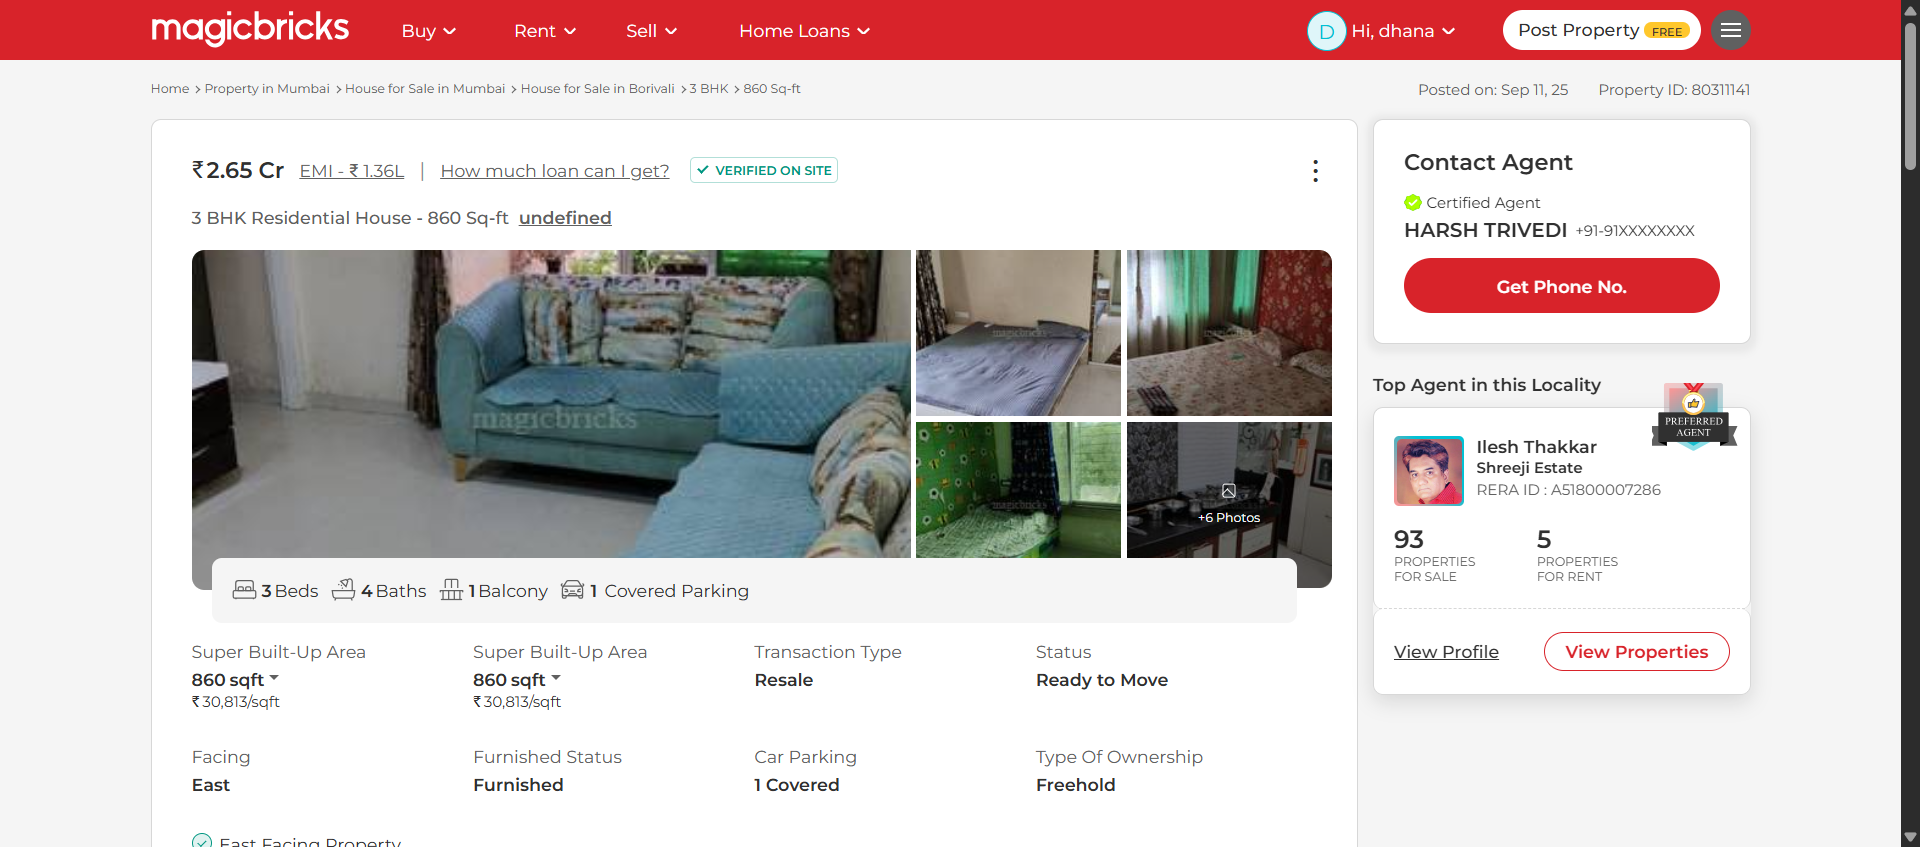 magicbricks
Buy
Rent
Sell
Home Loans
D
Hi, dhana
Post Property FREE
Home > Property in Mumbai > House for Sale in Mumbai > House for Sale in Borivali > 3 BHK > 860 Sq-ft
Posted on: Sep 11, 25
Property ID: 80311141
₹2.65 Cr
EMI - ₹ 1.36L | How much loan can I get?
VERIFIED ON SITE
3 BHK Residential House - 860 Sq-ft undefined
magicbricks
magicbricks
magicbricks
magicbricks
+6 Photos
3 Beds
4 Baths
1 Balcony
1 Covered Parking
Super Built-Up Area
860 sqft
₹30,813/sqft
Super Built-Up Area
860 sqft
₹30,813/sqft
Transaction Type
Resale
Status
Ready to Move
Facing
East
Furnished Status
Furnished
Car Parking
1 Covered
Type Of Ownership
Freehold
East Facing Property
Contact Agent
Certified Agent
HARSH TRIVEDI +91-91XXXXXXXX
Get Phone No.
Top Agent in this Locality
PREFERRED
AGENT
Ilesh Thakkar
Shreeji Estate
RERA ID : A51800007286
93
PROPERTIES
FOR SALE
5
PROPERTIES
FOR RENT
View Profile
View Properties